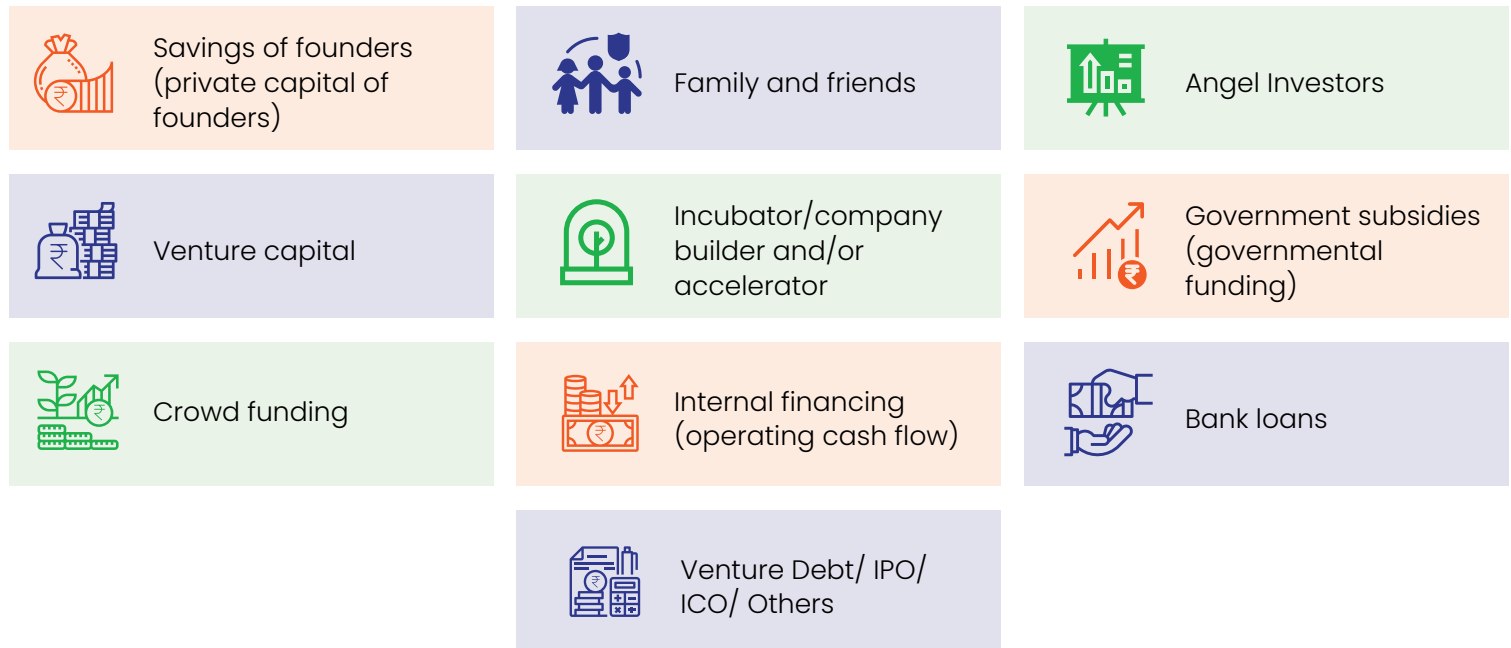 Savings of founders
(private capital of
founders)
Family and friends
Angel Investors
Venture capital
Incubator/company
builder and/or
accelerator
Government subsidies
(governmental
funding)
Crowd funding
Internal financing
(operating cash flow)
Bank loans
Venture Debt/ IPO/
ICO/ Others